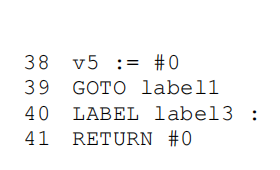 38 v5 := #0
39 GOTO label1
40 LABEL label3 :
41 RETURN #0